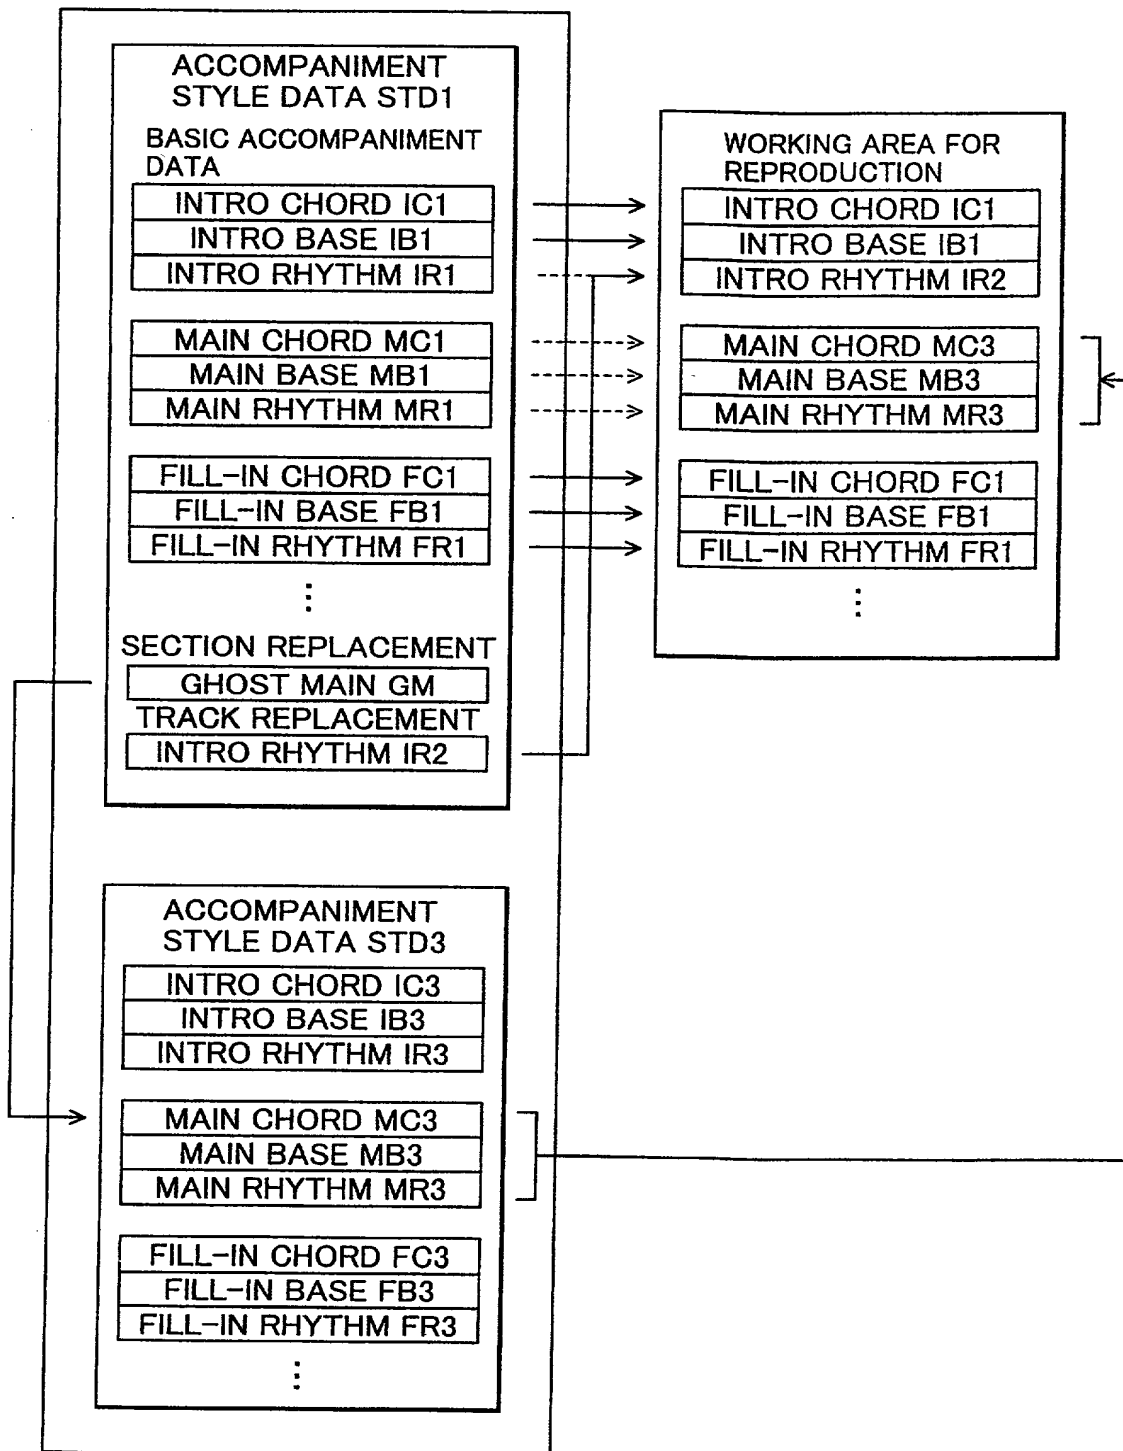 ACCOMPANIMENT
STYLE DATA STD1
BASIC ACCOMPANIMENT
DATA
INTRO CHORD IC1
INTRO BASE IB1
INTRO RHYTHM IR1
MAIN CHORD MC1
MAIN BASE MB1
MAIN RHYTHM MR1
FILL-IN CHORD FC1
FILL-IN BASE FB1
FILL-IN RHYTHM FR1
SECTION REPLACEMENT
GHOST MAIN GM
TRACK REPLACEMENT
INTRO RHYTHM IR2
WORKING AREA FOR
REPRODUCTION
INTRO CHORD IC1
INTRO BASE IB1
INTRO RHYTHM IR2
MAIN CHORD MC3
MAIN BASE MB3
MAIN RHYTHM MR3
FILL-IN CHORD FC1
FILL-IN BASE FB1
FILL-IN RHYTHM FR1
ACCOMPANIMENT
STYLE DATA STD3
INTRO CHORD IC3
INTRO BASE IB3
INTRO RHYTHM IR3
MAIN CHORD MC3
MAIN BASE MB3
MAIN RHYTHM MR3
FILL-IN CHORD FC3
FILL-IN BASE FB3
FILL-IN RHYTHM FR3